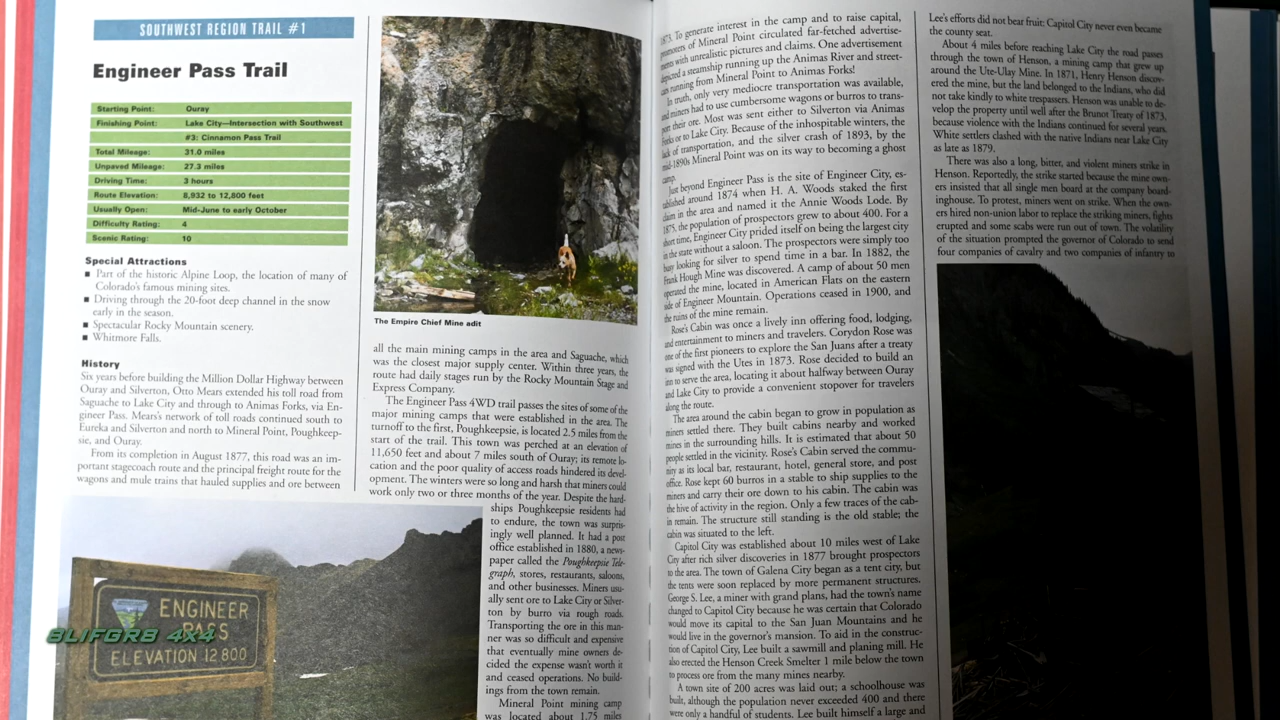 SOUTHWEST REGION TRAIL #1
Engineer Pass Trail
Starting Point: Ouray
Finishing Point: Lake City—Intersection with Southwest
#3: Cinnamon Pass Trail
Total Mileage: 31.0 miles
Unpaved Mileage: 27.3 miles
Driving Time: 3 hours
Route Elevation: 8,932 to 12,800 feet
Usually Open: Mid-June to early October
Difficulty Rating: 4
Scenic Rating: 10
Special Attractions
■ Part of the historic Alpine Loop, the location of many of
Colorado's famous mining sites.
■ Driving through the 20-foot deep channel in the snow
early in the season.
■ Spectacular Rocky Mountain scenery.
■ Whitmore Falls.
History
Six years before building the Million Dollar Highway between
Ouray and Silverton, Otto Mears extended his toll road from
Saguache to Lake City and through to Animas Forks, via En-
gineer Pass. Mears's network of toll roads continued south to
Eureka and Silverton and north to Mineral Point, Poughkeep-
sie, and Ouray.
From its completion in August 1877, this road was an im-
portant stagecoach route and the principal freight route for the
wagons and mule trains that hauled supplies and ore between
ENGINEER
PASS
ELEVATION 12800
8LIFGR8 4x4
The Empire Chief Mine adit
all the main mining camps in the area and Saguache, which
was the closest major supply center. Within three years, the
route had daily stages run by the Rocky Mountain Stage and
Express Company.
The Engineer Pass 4WD trail passes the sites of some of the
major mining camps that were established in the area. The
turnoff to the first, Poughkeepsie, is located 2.5 miles from the
start of the trail. This town was perched at an elevation of
11,650 feet and about 7 miles south of Ouray; its remote lo-
cation and the poor quality of access roads hindered its devel-
opment. The winters were so long and harsh that miners could
work only two or three months of the year. Despite the hard-
ships Poughkeepsie residents had
to endure, the town was surpris-
ingly well planned. It had a post
office established in 1880, a news-
paper called the Poughkeepsie Tele-
graph, stores, restaurants, saloons,
and other businesses. Miners usu-
ally sent ore to Lake City or Silver-
ton by burro via rough roads.
Transporting the ore in this man-
ner was so difficult and expensive
that eventually mine owners de-
cided the expense wasn't worth it
and ceased operations. No build-
ings from the town remain.
Mineral Point mining camp
was located about 1.75 miles
1873. To generate interest in the camp and to raise capital,
promoters of Mineral Point circulated far-fetched advertise-
ments with unrealistic pictures and claims. One advertisement
depicted a steamship running up the Animas River and street-
cars running from Mineral Point to Animas Forks!
In truth, only very mediocre transportation was available,
and miners had to use cumbersome wagons or burros to trans-
port their ore. Most was sent either to Silverton via Animas
Forks or to Lake City. Because of the inhospitable winters, the
lack of transportation, and the silver crash of 1893, by the
mid-1890s Mineral Point was on its way to becoming a ghost
camp.
Just beyond Engineer Pass is the site of Engineer City, es-
tablished around 1874 when H. A. Woods staked the first
claim in the area and named it the Annie Woods Lode. By
1875, the population of prospectors grew to about 400. For a
short time, Engineer City prided itself on being the largest city
in the state without a saloon. The prospectors were simply too
busy looking for silver to spend time in a bar. In 1882, the
Frank Hough Mine was discovered. A camp of about 50 men
operated the mine, located in American Flats on the eastern
side of Engineer Mountain. Operations ceased in 1900, and
the ruins of the mine remain.
Rose's Cabin was once a lively inn offering food, lodging,
and entertainment to miners and travelers. Corydon Rose was
one of the first pioneers to explore the San Juans after a treaty
was signed with the Utes in 1873. Rose decided to build an
inn to serve the area, locating it about halfway between Ouray
and Lake City to provide a convenient stopover for travelers
along the route.
The area around the cabin began to grow in population as
miners settled there. They built cabins nearby and worked
mines in the surrounding hills. It is estimated that about 50
people settled in the vicinity. Rose's Cabin served the commu-
nity as its local bar, restaurant, hotel, general store, and post
office. Rose kept 60 burros in a stable to ship supplies to the
miners and carry their ore down to his cabin. The cabin was
the hive of activity in the region. Only a few traces of the cab-
in remain. The structure still standing is the old stable; the
cabin was situated to the left.
Capitol City was established about 10 miles west of Lake
City after rich silver discoveries in 1877 brought prospectors
to the area. The town of Galena City began as a tent city, but
the tents were soon replaced by more permanent structures.
George S. Lee, a miner with grand plans, had the town's name
changed to Capitol City because he was certain that Colorado
would move its capital to the San Juan Mountains and he
would live in the governor's mansion. To aid in the construc-
tion of Capitol City, Lee built a sawmill and planing mill. He
also erected the Henson Creek Smelter 1 mile below the town
to process ore from the many mines nearby.
A town site of 200 acres was laid out; a schoolhouse was
built, although the population never exceeded 400 and there
were only a handful of students. Lee built himself a large and
Lee's efforts did not bear fruit; Capitol City never even became
the county seat.
About 4 miles before reaching Lake City the road passes
through the town of Henson, a mining camp that grew up
around the Ute-Ulay Mine. In 1871, Henry Henson discov-
ered the mine, but the land belonged to the Indians, who did
not take kindly to white trespassers. Henson was unable to de-
velop the property until well after the Brunot Treaty of 1873,
because violence with the Indians continued for several years.
White settlers clashed with the native Indians near Lake City
as late as 1879.
There was also a long, bitter, and violent miners strike in
Henson. Reportedly, the strike started because the mine own-
ers insisted that all single men board at the company board-
inghouse. To protest, miners went on strike. When the own-
ers hired non-union labor to replace the striking miners, fights
erupted and some scabs were run out of town. The volatility
of the situation prompted the governor of Colorado to send
four companies of cavalry and two companies of infantry to